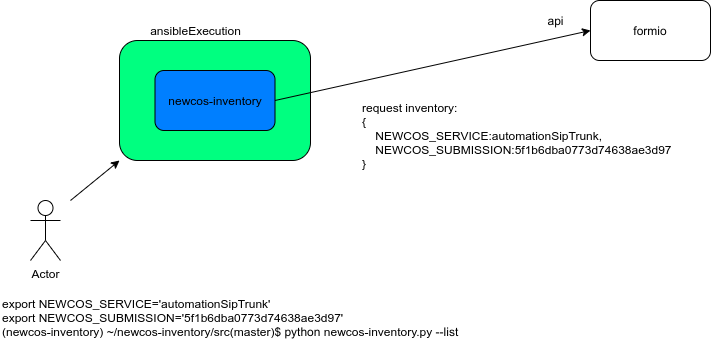 ansibleExecution
api
formio
newcos-inventory
request inventory:
{
NEWCOS_SERVICE:automationSipTrunk,
NEWCOS_SUBMISSION:5f1b6dba0773d74638ae3d97
}
Actor
export NEWCOS_SERVICE='automationSipTrunk'
export NEWCOS_SUBMISSION='5f1b6dba0773d74638ae3d97'
(newcos-inventory) ~/newcos-inventory/src(master)$ python newcos-inventory.py --list